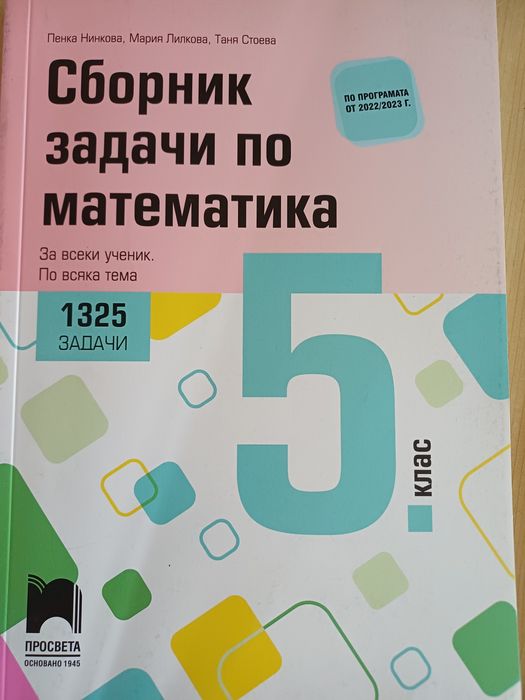 Пенка Нинкова, Мария Лилкова, Таня Стоева
Сборник
задачи по
математика
ПО ПРОГРАМАТА
ОТ 2022/2023 Г.
За всеки ученик.
По всяка тема
1325
ЗАДАЧИ
5.
клас
ПРОСВЕТА
ОСНОВАНО 1945